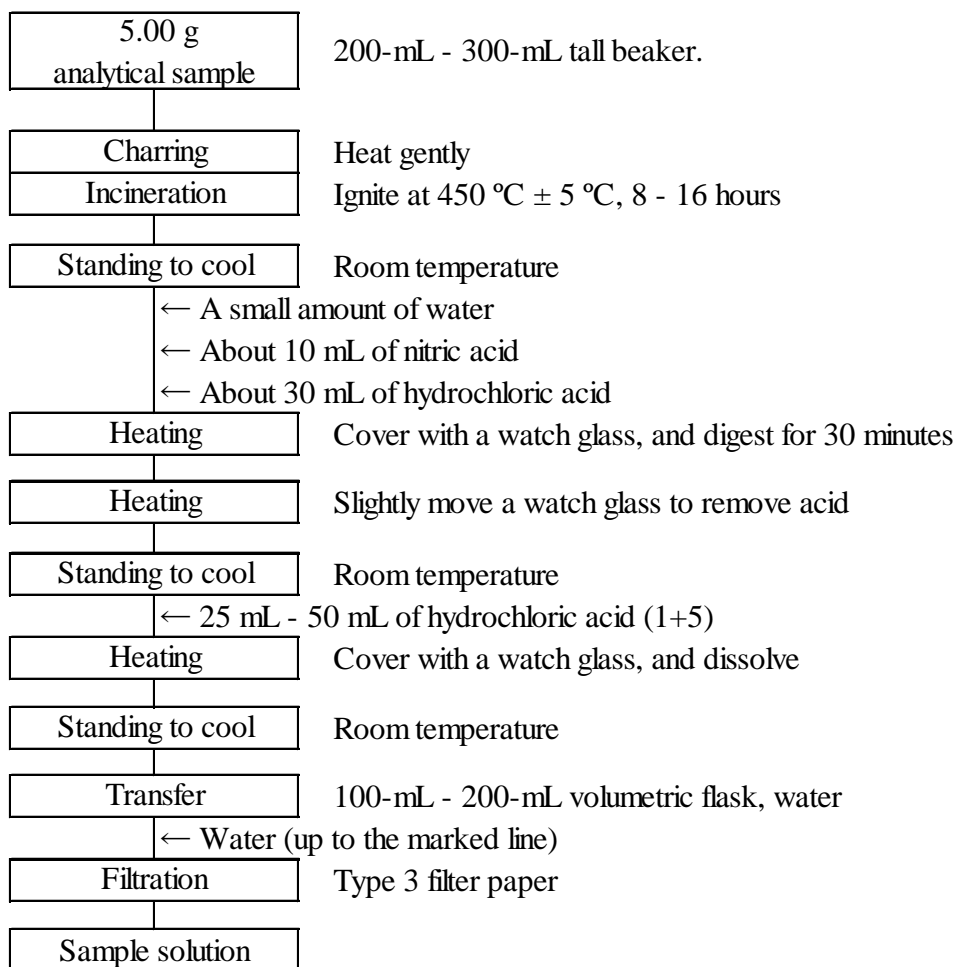 5.00 g
analytical sample
200-mL - 300-mL tall beaker.
Charring
Heat gently
Incineration
Ignite at 450 ºC ± 5 ºC, 8 - 16 hours
Standing to cool
Room temperature
← A small amount of water
← About 10 mL of nitric acid
← About 30 mL of hydrochloric acid
Heating
Cover with a watch glass, and digest for 30 minutes
Heating
Slightly move a watch glass to remove acid
Standing to cool
Room temperature
← 25 mL - 50 mL of hydrochloric acid (1+5)
Heating
Cover with a watch glass, and dissolve
Standing to cool
Room temperature
Transfer
100-mL - 200-mL volumetric flask, water
← Water (up to the marked line)
Filtration
Type 3 filter paper
Sample solution